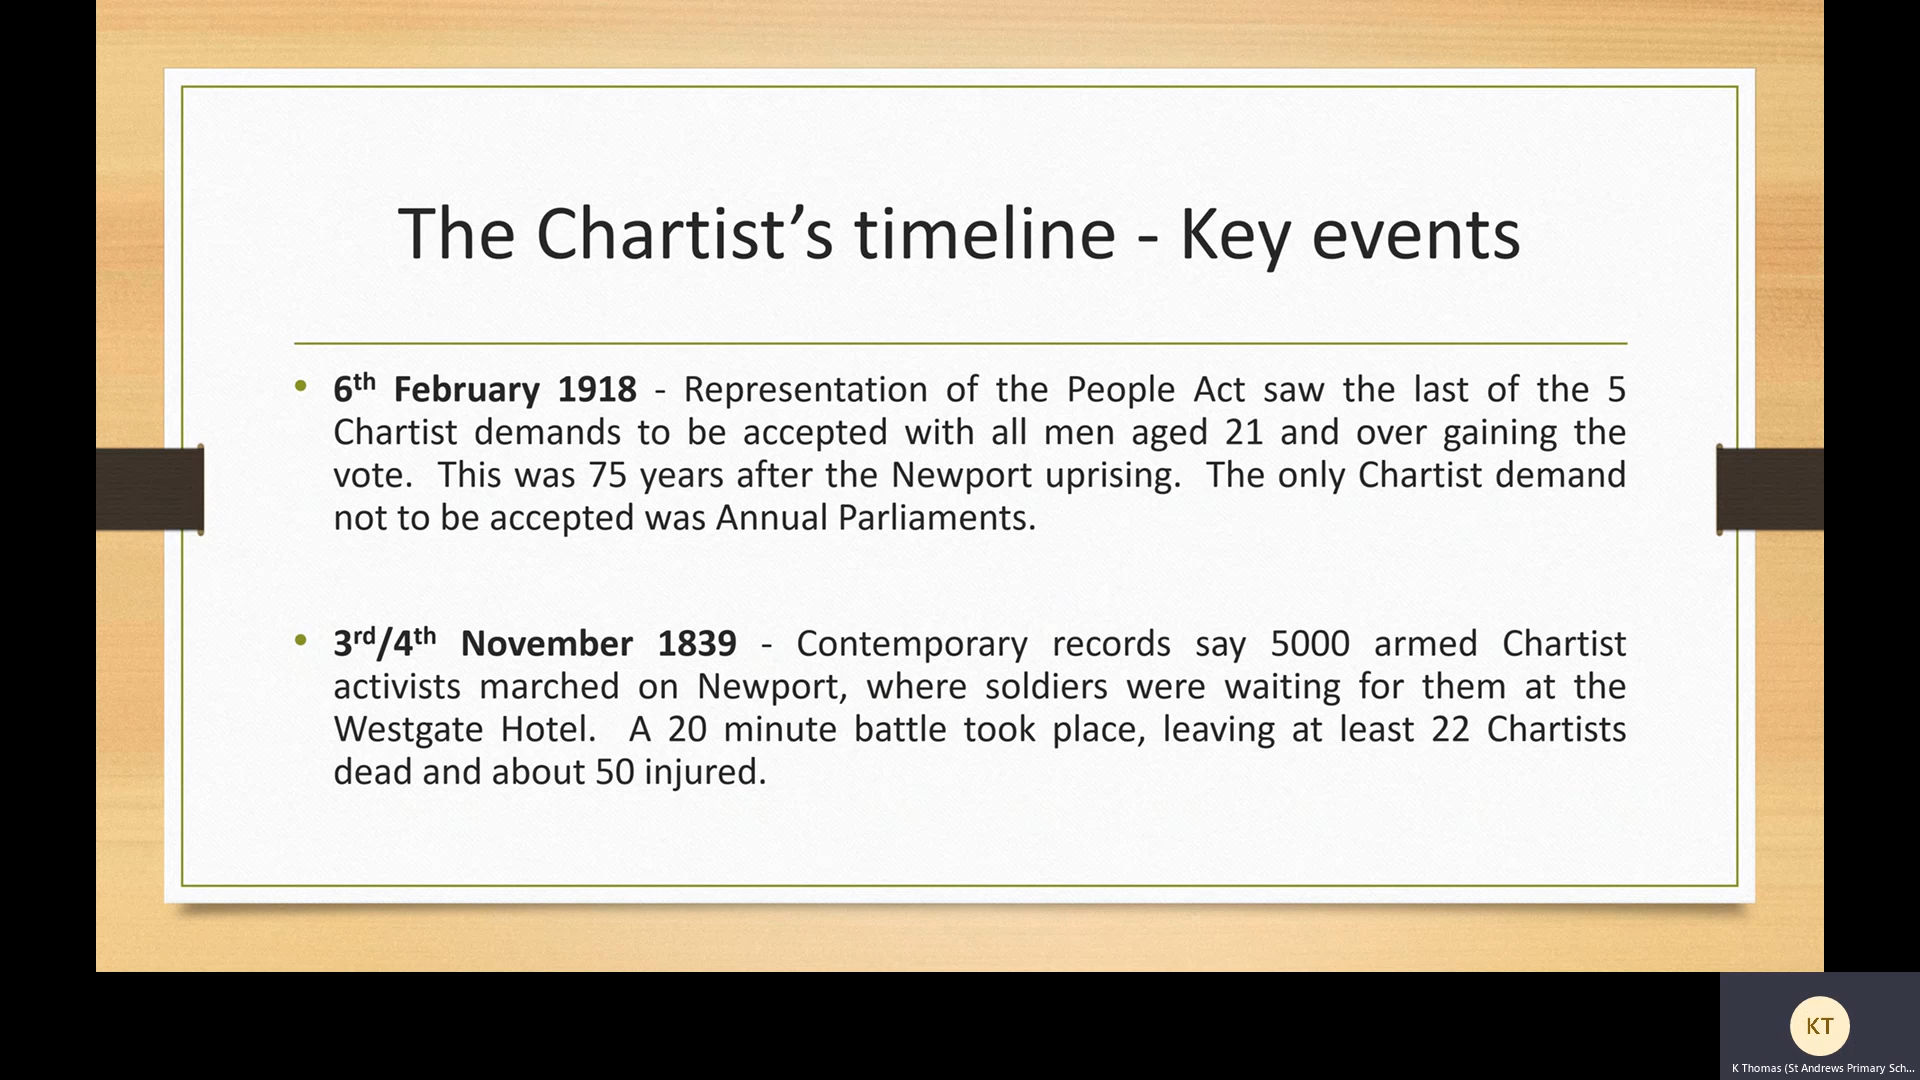 The Chartist’s timeline - Key events
• 6th February 1918 - Representation of the People Act saw the last of the 5
Chartist demands to be accepted with all men aged 21 and over gaining the
vote.  This was 75 years after the Newport uprising.  The only Chartist demand
not to be accepted was Annual Parliaments.
• 3rd/4th November 1839 - Contemporary records say 5000 armed Chartist
activists marched on Newport, where soldiers were waiting for them at the
Westgate Hotel.  A 20 minute battle took place, leaving at least 22 Chartists
dead and about 50 injured.
KT
K Thomas (St Andrews Primary Sch...